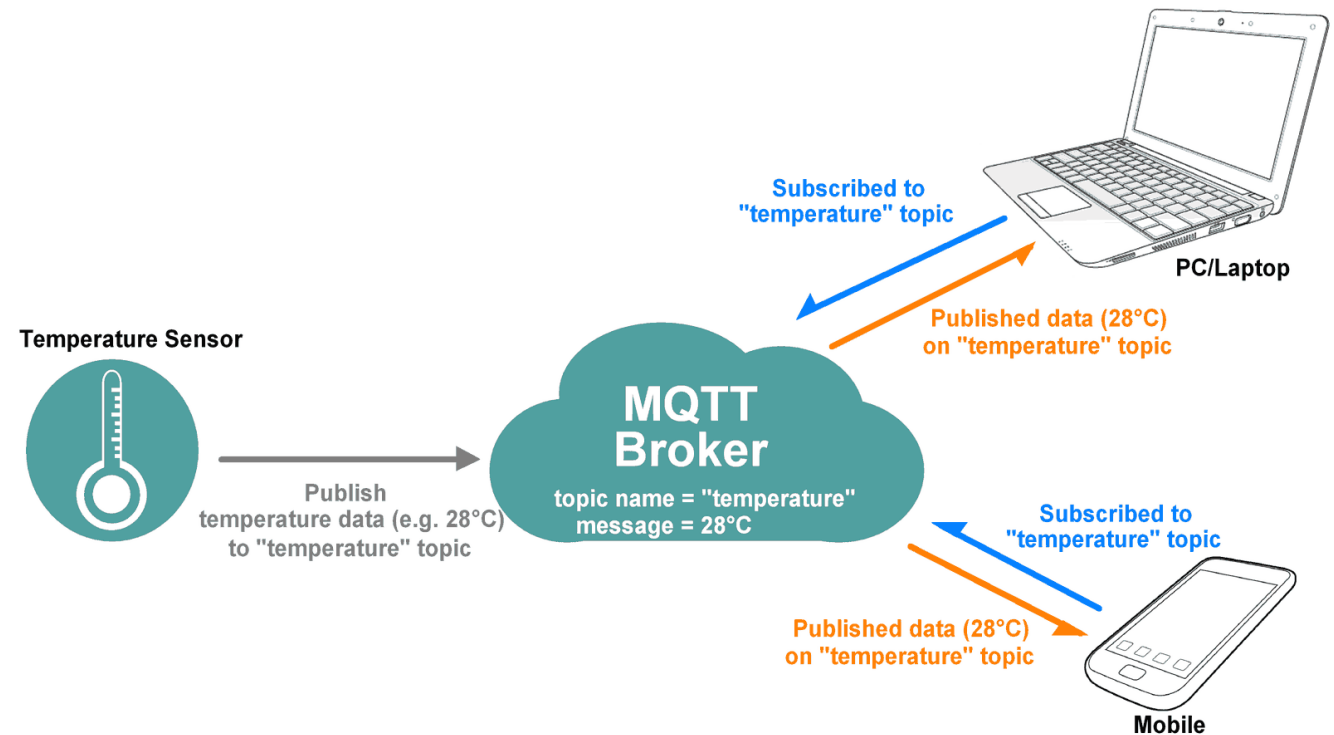 Temperature Sensor
Publish
temperature data (e.g. 28°C)
to "temperature" topic
MQTT
Broker
topic name = "temperature"
message = 28°C
Subscribed to
"temperature" topic
Published data (28°C)
on "temperature" topic
PC/Laptop
Subscribed to
"temperature" topic
Published data (28°C)
on "temperature" topic
Mobile